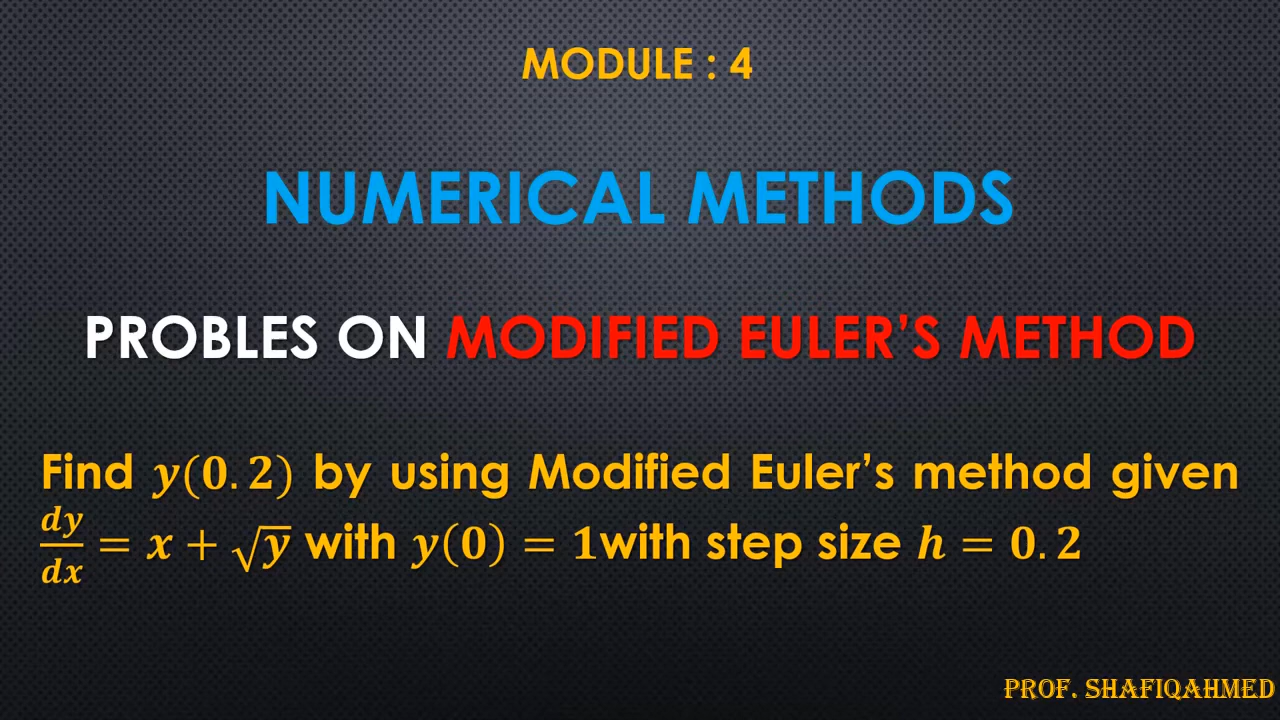 MODULE : 4
NUMERICAL METHODS
PROBLES ON MODIFIED EULER'S METHOD
Find y(0.2) by using Modified Euler's method given
dy/dx = x + √y with y(0) = 1with step size h = 0.2
PROF. SHAFIQAHMED